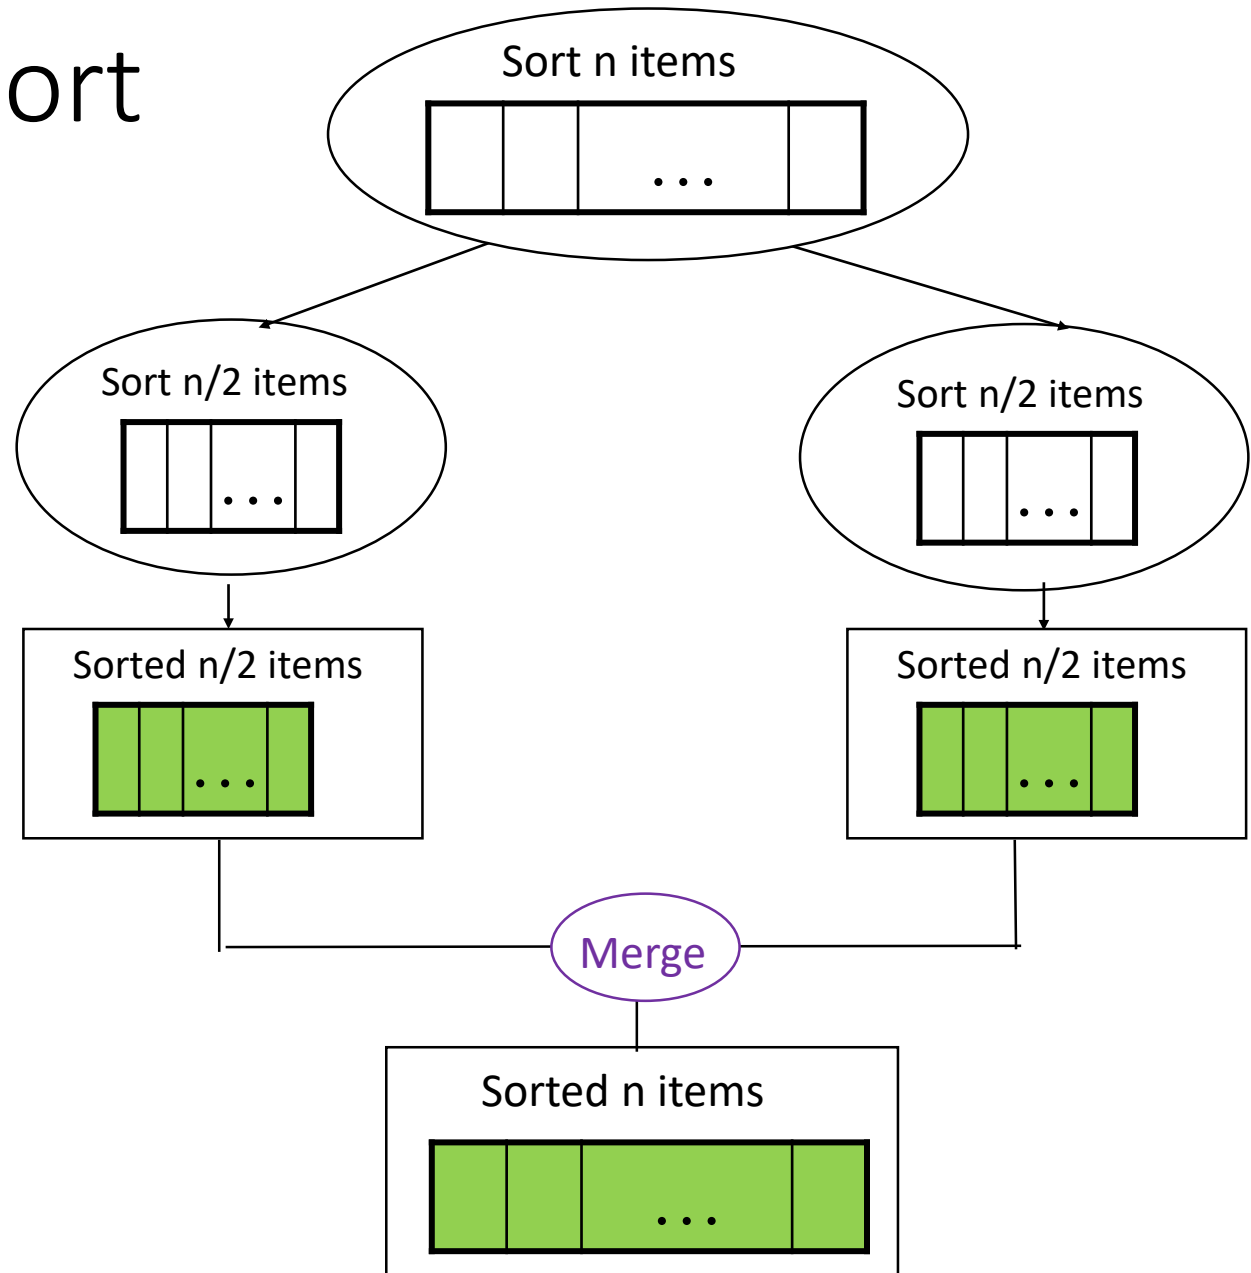 ort
Sort n items
...
Sort n/2 items
...
Sort n/2 items
...
Sorted n/2 items
...
Sorted n/2 items
...
Merge
Sorted n items
...